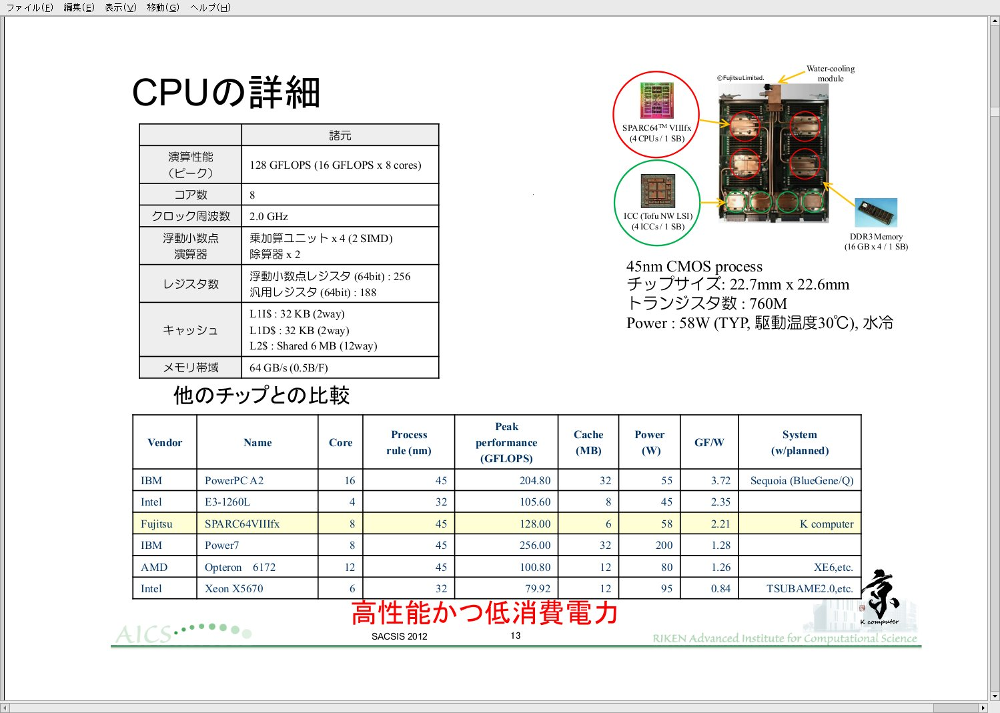 ファイル(F) 編集(E) 表示(V) 移動(G) ヘルプ(H)
CPUの詳細
諸元
演算性能
（ピーク）
128 GFLOPS (16 GFLOPS x 8 cores)
コア数
8
クロック周波数
2.0 GHz
浮動小数点
演算器
乗加算ユニット x 4 (2 SIMD)
除算器 x 2
レジスタ数
浮動小数点レジスタ (64bit) : 256
汎用レジスタ (64bit) : 188
キャッシュ
L1I$ : 32 KB (2way)
L1D$ : 32 KB (2way)
L2$ : Shared 6 MB (12way)
メモリ帯域
64 GB/s (0.5B/F)
©Fujitsu Limited.
Water-cooling
module
SPARC64™ VIIIfx
(4 CPUs / 1 SB)
ICC (Tofu NW LSI)
(4 ICCs / 1 SB)
DDR3 Memory
(16 GB x 4 / 1 SB)
45nm CMOS process
チップサイズ: 22.7mm x 22.6mm
トランジスタ数 : 760M
Power : 58W (TYP, 駆動温度30℃), 水冷
他のチップとの比較
Vendor Name Core Process rule (nm) Peak performance (GFLOPS) Cache (MB) Power (W) GF/W System (w/planned)
IBM PowerPC A2 16 45 204.80 32 55 3.72 Sequoia (BlueGene/Q)
Intel E3-1260L 4 32 105.60 8 45 2.35
Fujitsu SPARC64VIIIfx 8 45 128.00 6 58 2.21 K computer
IBM Power7 8 45 256.00 32 200 1.28
AMD Opteron 6172 12 45 100.80 12 80 1.26 XE6,etc.
Intel Xeon X5670 6 32 79.92 12 95 0.84 TSUBAME2.0,etc.
高性能かつ低消費電力
京
K computer
AICS
SACSIS 2012
13
RIKEN Advanced Institute for Computational Science